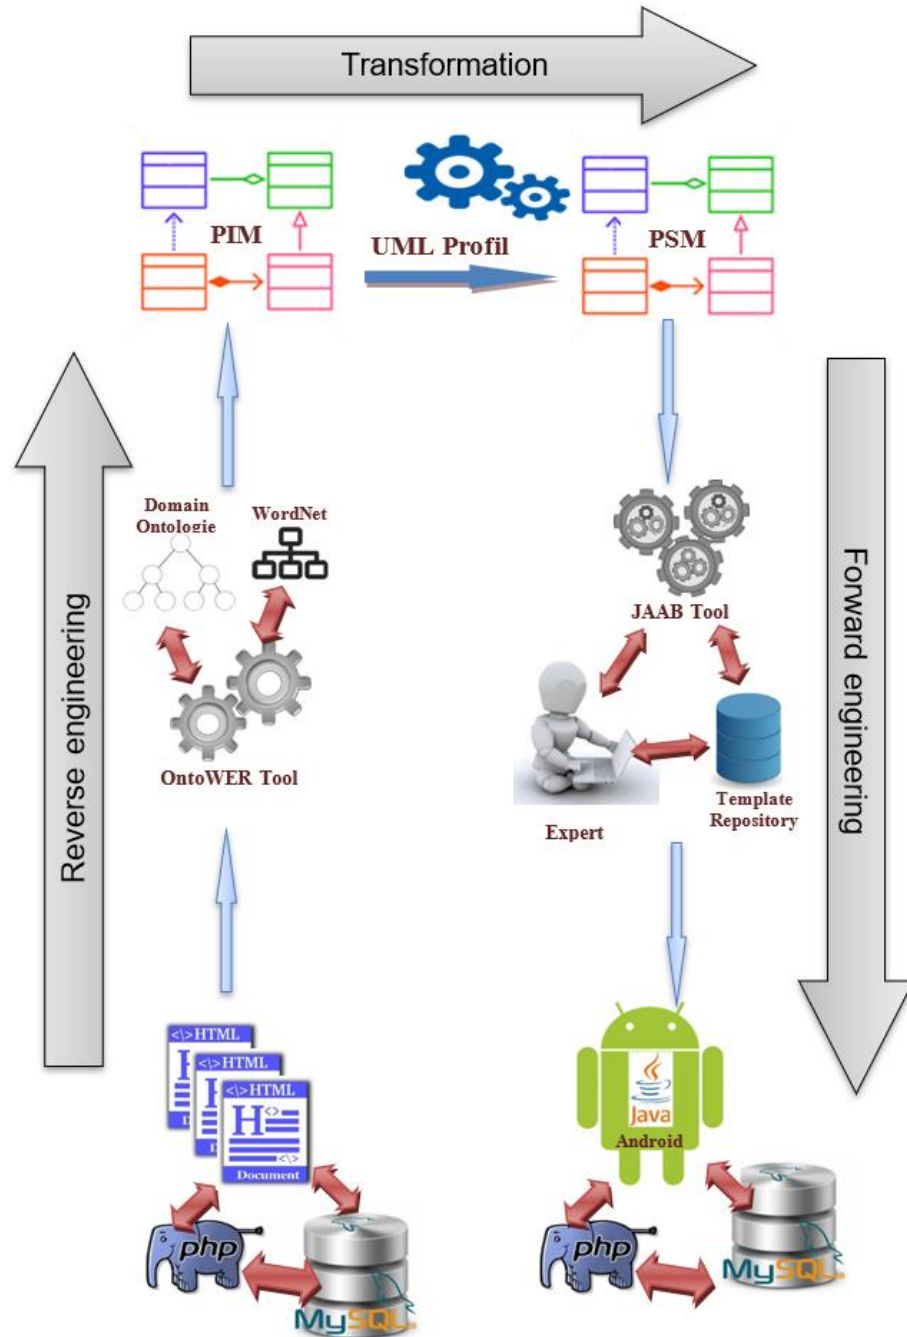 Transformation
PIM
UML Profil
PSM
Domain
Ontologie
WordNet
OntoWER Tool
Reverse engineering
JAAB Tool
Expert
Template
Repository
Forward engineering
<\>HTML
H
<\>HTML
H
<\>HTML
H<>
<\>
Document
php
MySQL
Java
Android
php
MySQL